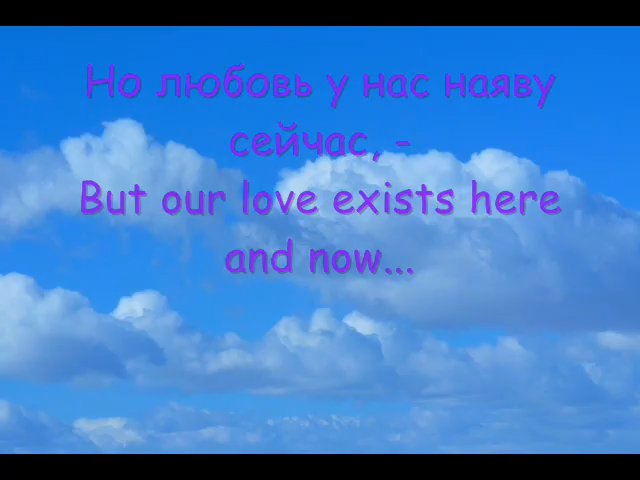 Но любовь у нас наяву
сейчас, -
But our love exists here
and now...